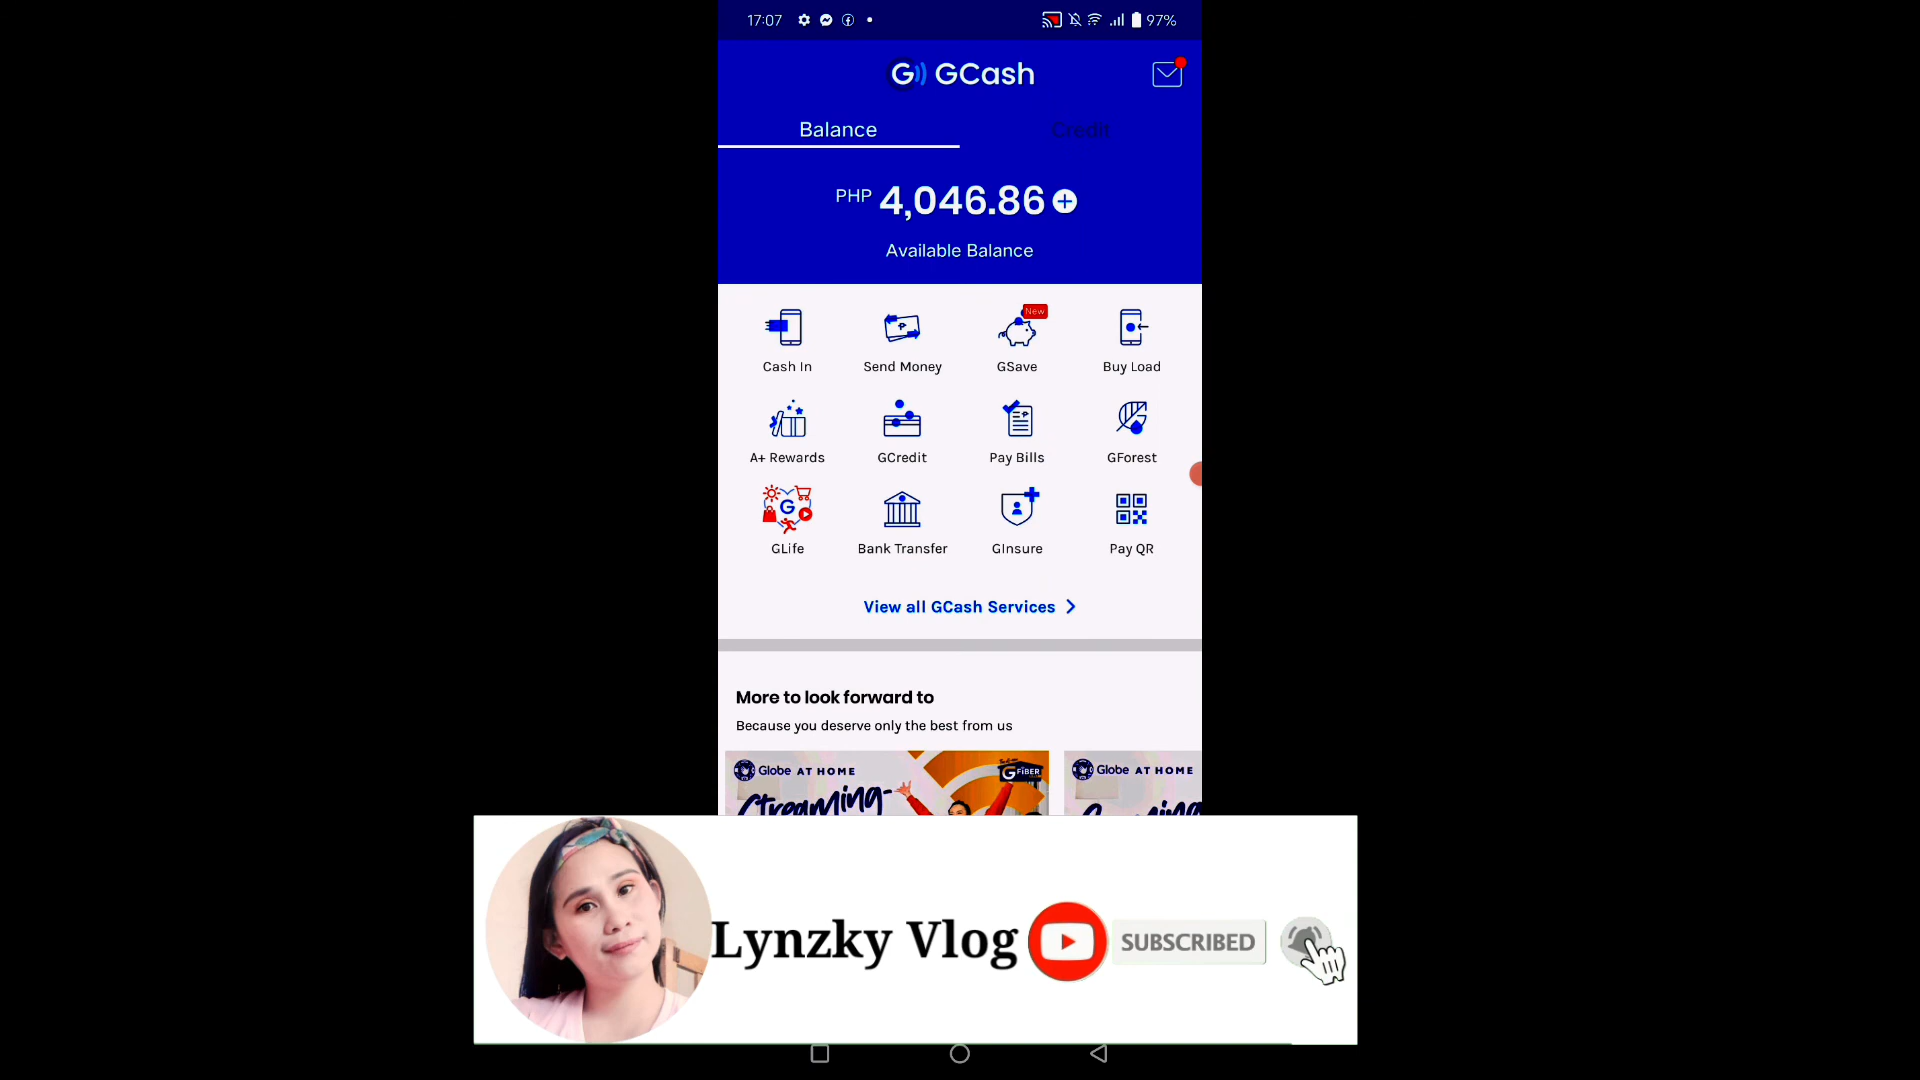 17:07
97%
G GCash
Balance
Credit
PHP 4,046.86
Available Balance
New
Cash In
Send Money
GSave
Buy Load
A+ Rewards
GCredit
Pay Bills
GForest
G
GLife
Bank Transfer
GInsure
Pay QR
View all GCash Services
More to look forward to
Because you deserve only the best from us
Globe AT HOME
GFIBER
Streaming-
Globe AT HOME
Lynzky Vlog
SUBSCRIBED